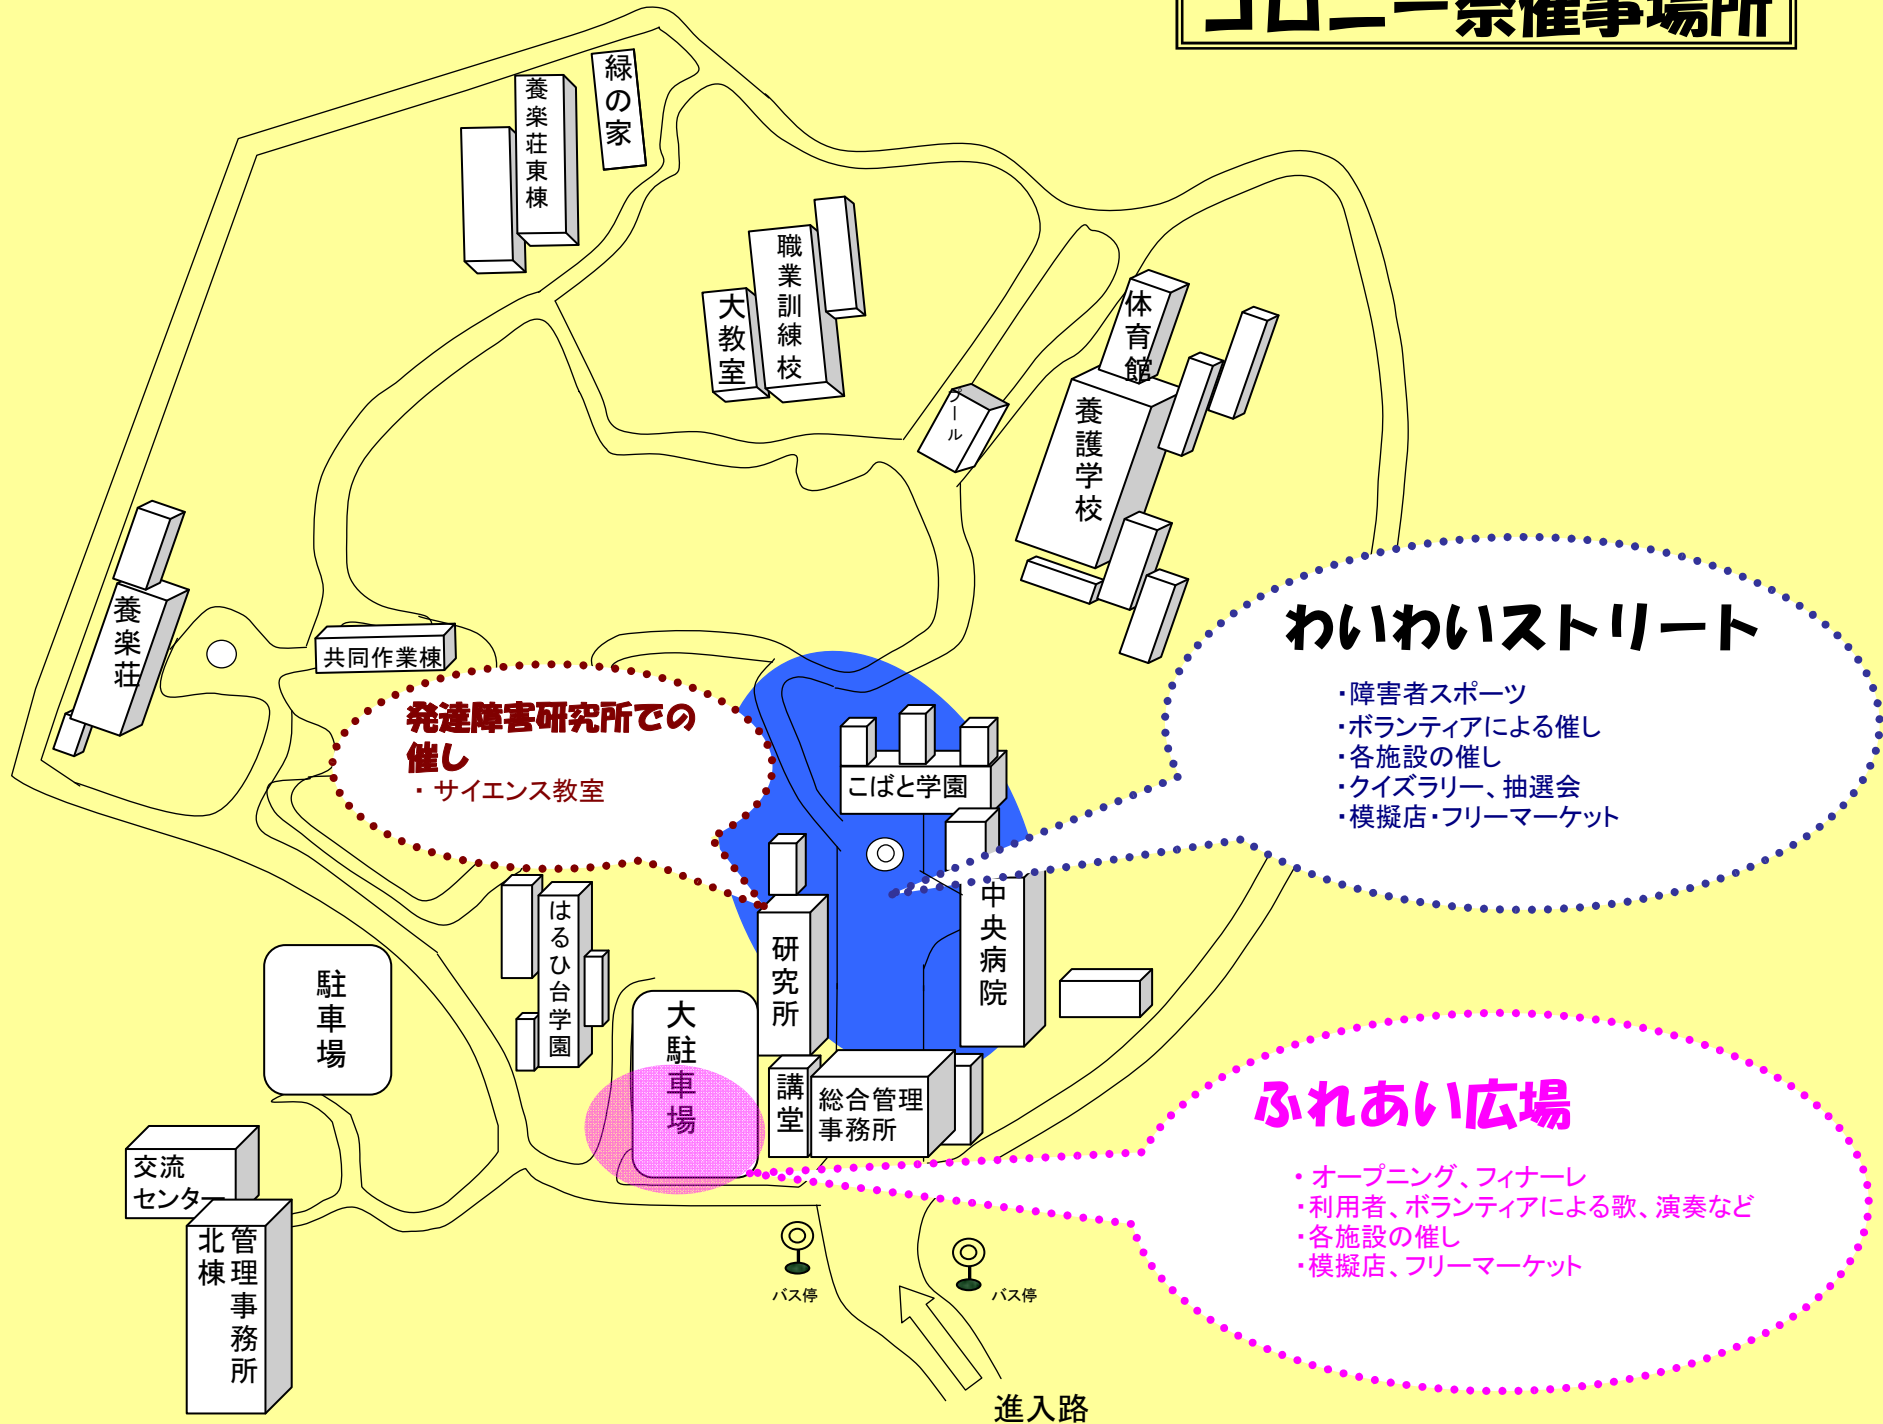 コロニー祭催事場所
緑の家
養楽荘東棟
職業訓練校
大教室
体育館
プール
養護学校
養楽荘
共同作業棟
わいわいストリート
・障害者スポーツ
・ボランティアによる催し
・各施設の催し
・クイズラリー、抽選会
・模擬店・フリーマーケット
発達障害研究所での
催し
・サイエンス教室
こばと学園
中央病院
はるひ台学園
研究所
駐車場
大駐車場
講堂
総合管理
事務所
ふれあい広場
・オープニング、フィナーレ
・利用者、ボランティアによる歌、演奏など
・各施設の催し
・模擬店、フリーマーケット
交流
センター
管理事務所
北棟
バス停
バス停
進入路